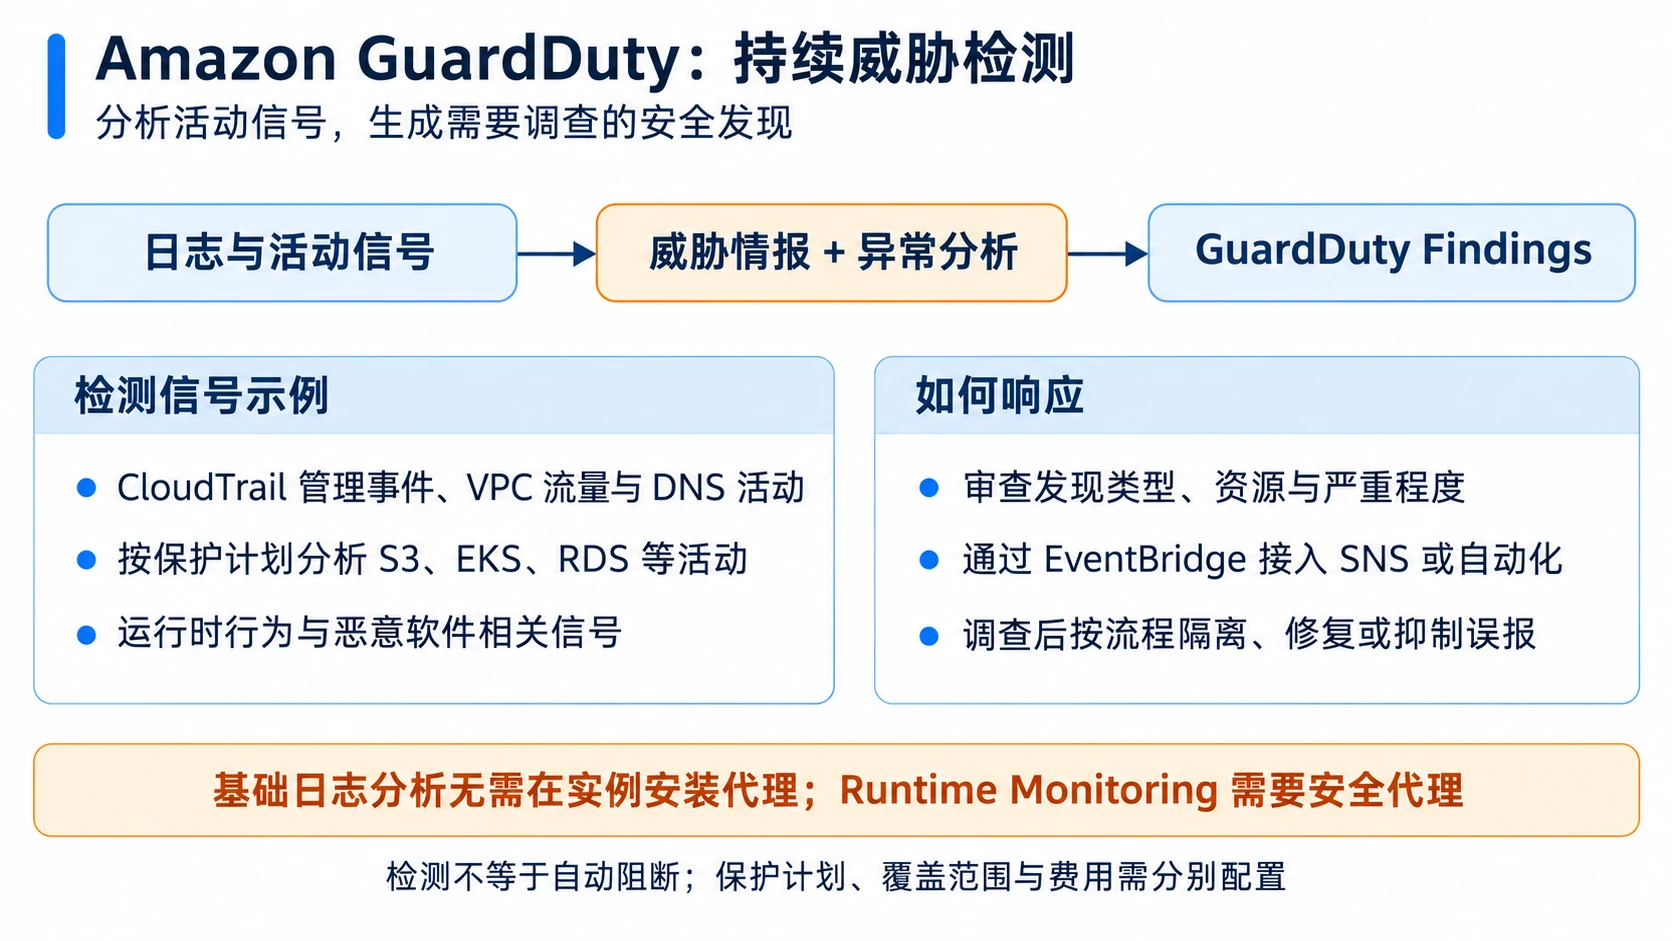 Amazon GuardDuty：持续威胁检测
分析活动信号，生成需要调查的安全发现
日志与活动信号
威胁情报 + 异常分析
GuardDuty Findings
检测信号示例
CloudTrail 管理事件、VPC 流量与 DNS 活动
按保护计划分析 S3、EKS、RDS 等活动
运行时行为与恶意软件相关信号
如何响应
审查发现类型、资源与严重程度
通过 EventBridge 接入 SNS 或自动化
调查后按流程隔离、修复或抑制误报
基础日志分析无需在实例安装代理；Runtime Monitoring 需要安全代理
检测不等于自动阻断；保护计划、覆盖范围与费用需分别配置